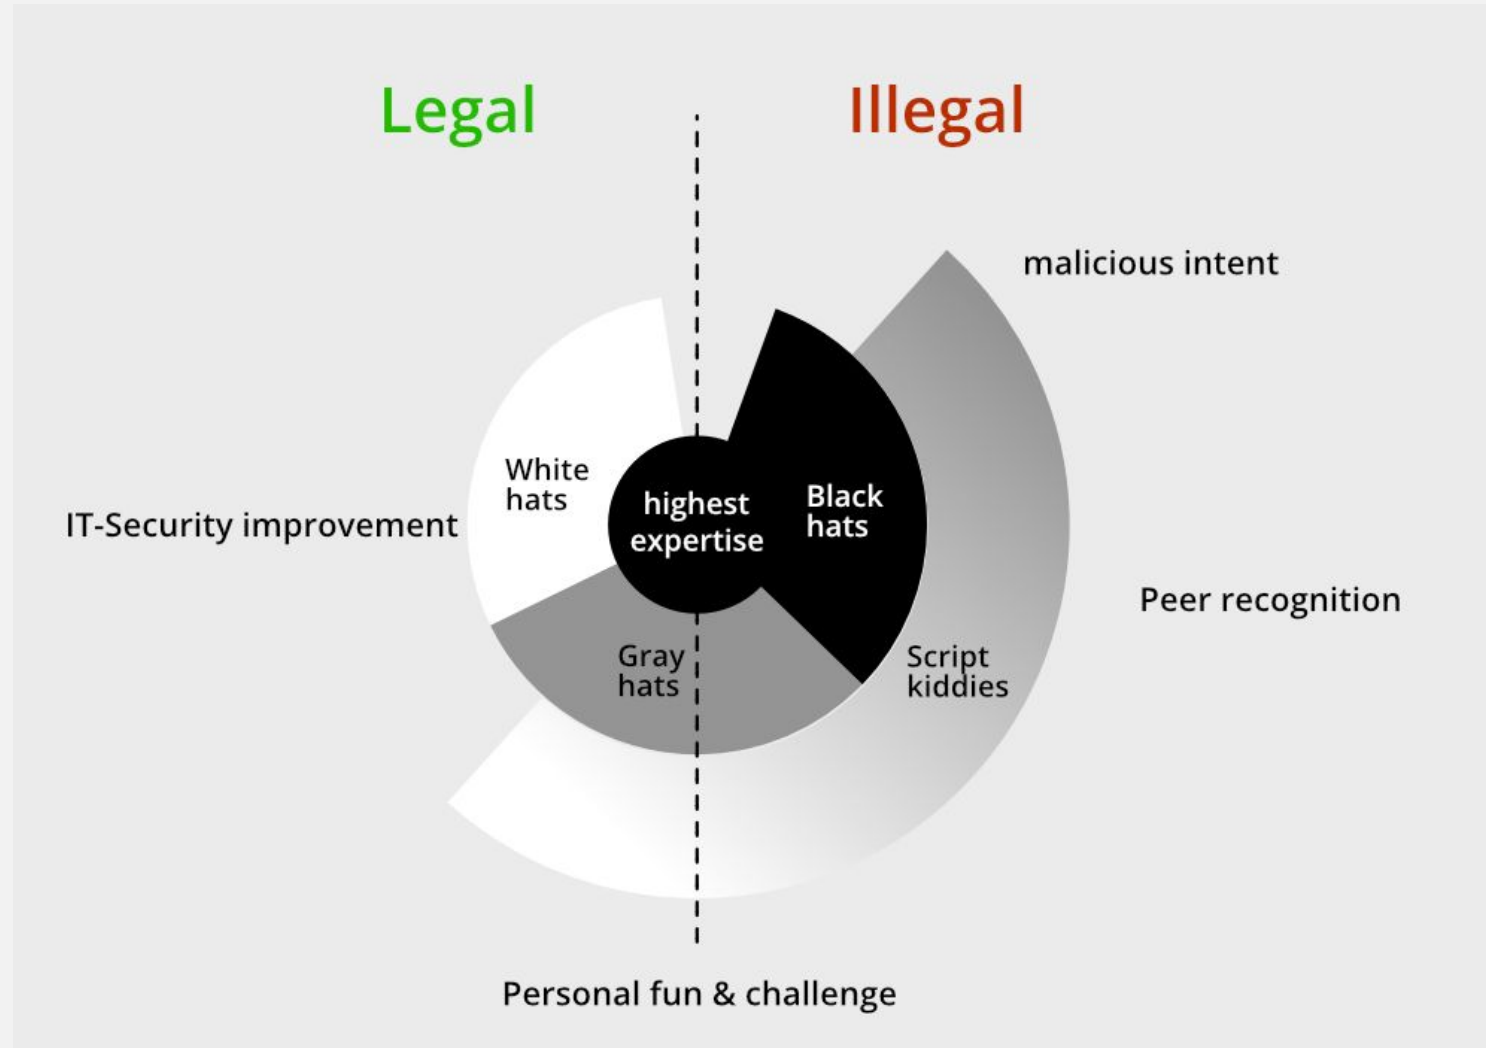 Legal
Illegal
malicious intent
White
hats
highest
expertise
Black
hats
IT-Security improvement
Peer recognition
Gray
hats
Script
kiddies
Personal fun & challenge